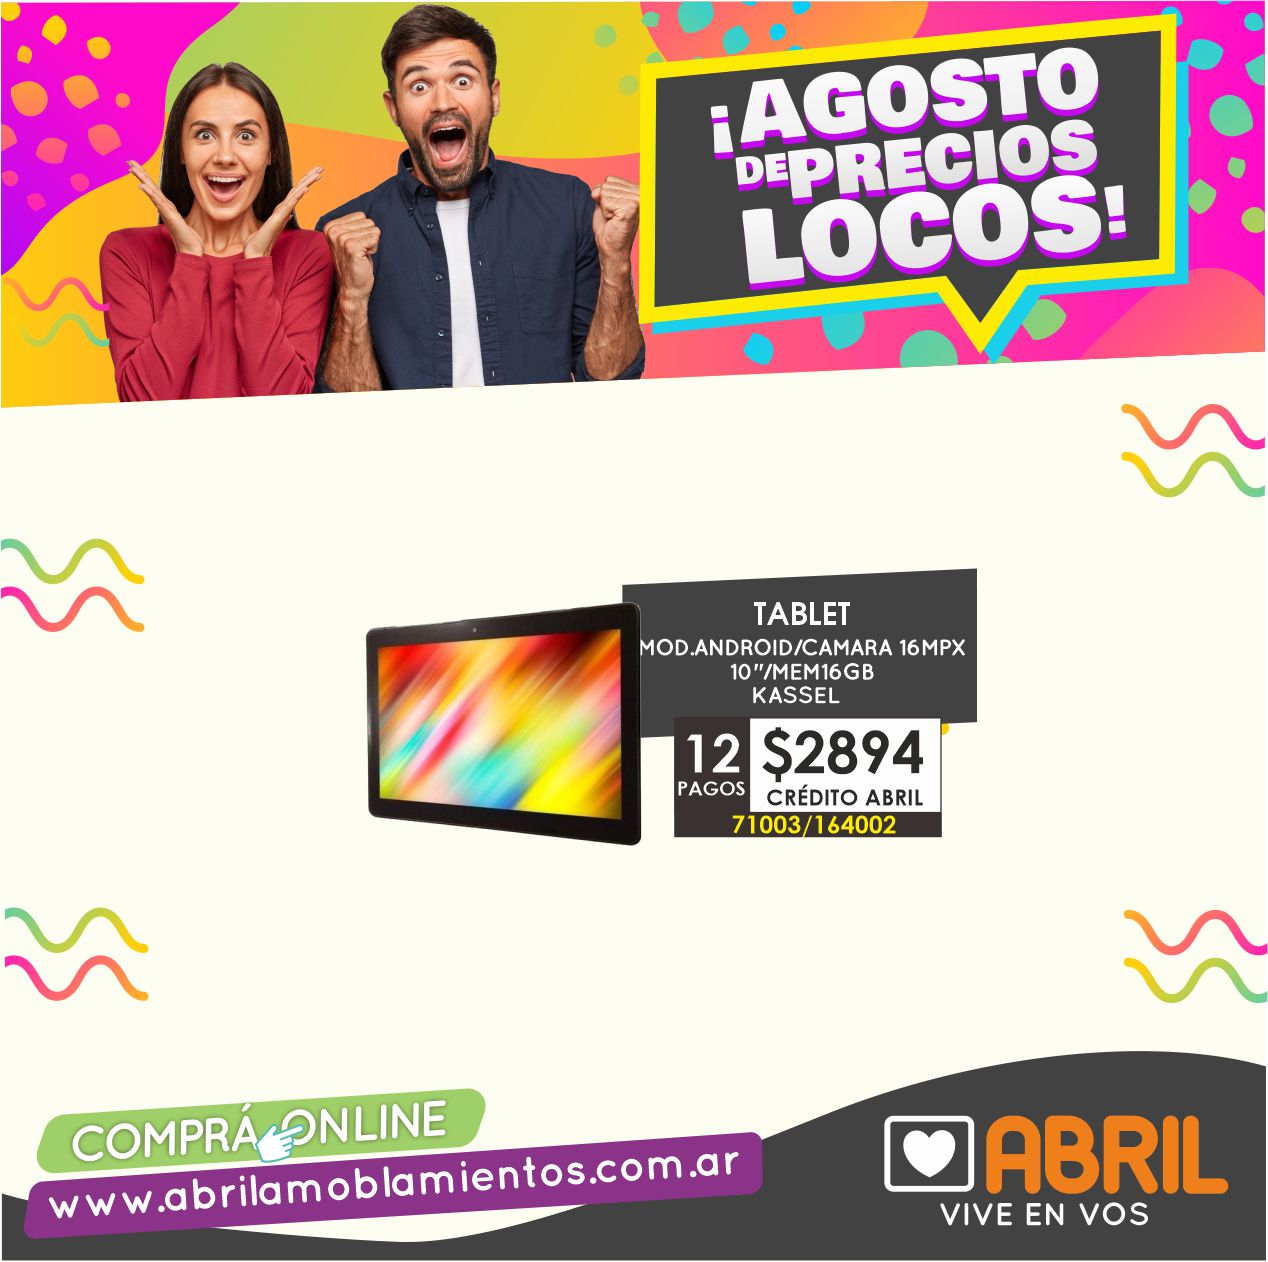 ¡AGOSTO
DE PRECIOS
LOCOS!
TABLET
MOD.ANDROID/CAMARA 16MPX
10"/MEM16GB
KASSEL
12
PAGOS
$2894
CRÉDITO ABRIL
71003/164002
COMPRÁ ONLINE
www.abrilamoblamientos.com.ar
ABRIL
VIVE EN VOS